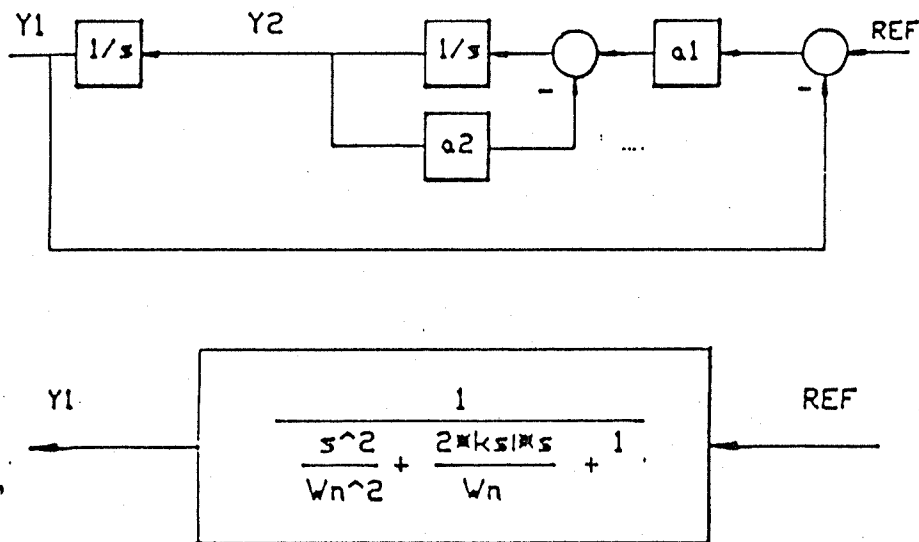 Y1 1/s Y2 1/s a1 REF
- -
a2 ....
Y1 1 REF
s^2 2*ksi*s
+ + 1
Wn^2 Wn